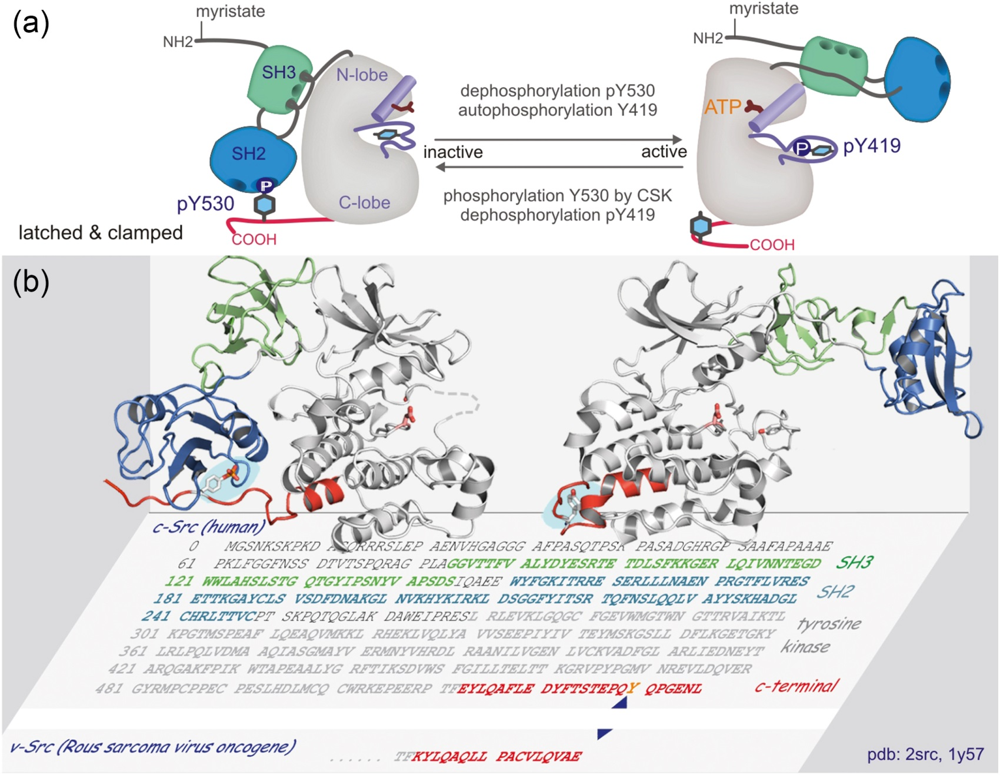 (a)
myristate
NH2
SH3
N-lobe
SH2
P
pY530
C-lobe
latched & clamped
COOH
dephosphorylation pY530
autophosphorylation Y419
inactive
active
phosphorylation Y530 by CSK
dephosphorylation pY419
myristate
NH2
ATP
P
pY419
COOH
(b)
c-Src (human)
0 MGSNKSKPKD QRRRSLEP AENVHGAGGG AFPASQTPSK PASADGHRGP SAAFAPAAAE
61 PKLFGGFNSS DTVTSPQRAG PLAGGVTTFV ALYDYESRTE TDLSFKKGER LQIVNNTEGD SH3
121 WWLAHSLSTG QTGYIPSNYV APSDSIQAEE WYFGKITRRE SERLLLNAEN PRGTFLVRES SH2
181 ETTKGAYCLS VSDFDNAKGL NVKHYKIRKL DSGGFYITSR TQFNSLQQLV AYYSKHADGL
241 CHRLTTVCPT SKPQTQGLAK DAWEIPRESL RLEVKLGQGC FGEVWMGTWN GTTRVAIKTL tyrosine
301 KPGTMSPEAF LQEAQVMKKL RHEKLVQLYA VVSEEPIYIV TEYMSKGSLL DFLKGETGKY
361 LRLPQLVDMA AQIASGMAYV ERMNYVHRDL RAANILVGEN LVCKVADFGL ARLIEDNEYT kinase
421 ARQGAKFPIK WTAPEAALYG RFTIKSDVWS FGILLTELTT KGRVPYPGMV NREVLDQVER
481 GYRMPCPPEC PESLHDLMCQ CWRKEPEERP TFEYLQAFLE DYFTSTEPQY QPGENL c-terminal
v-Src (Rous sarcoma virus oncogene)
...... TFKYLQAQLL PACVLQVAE
pdb: 2src, 1y57